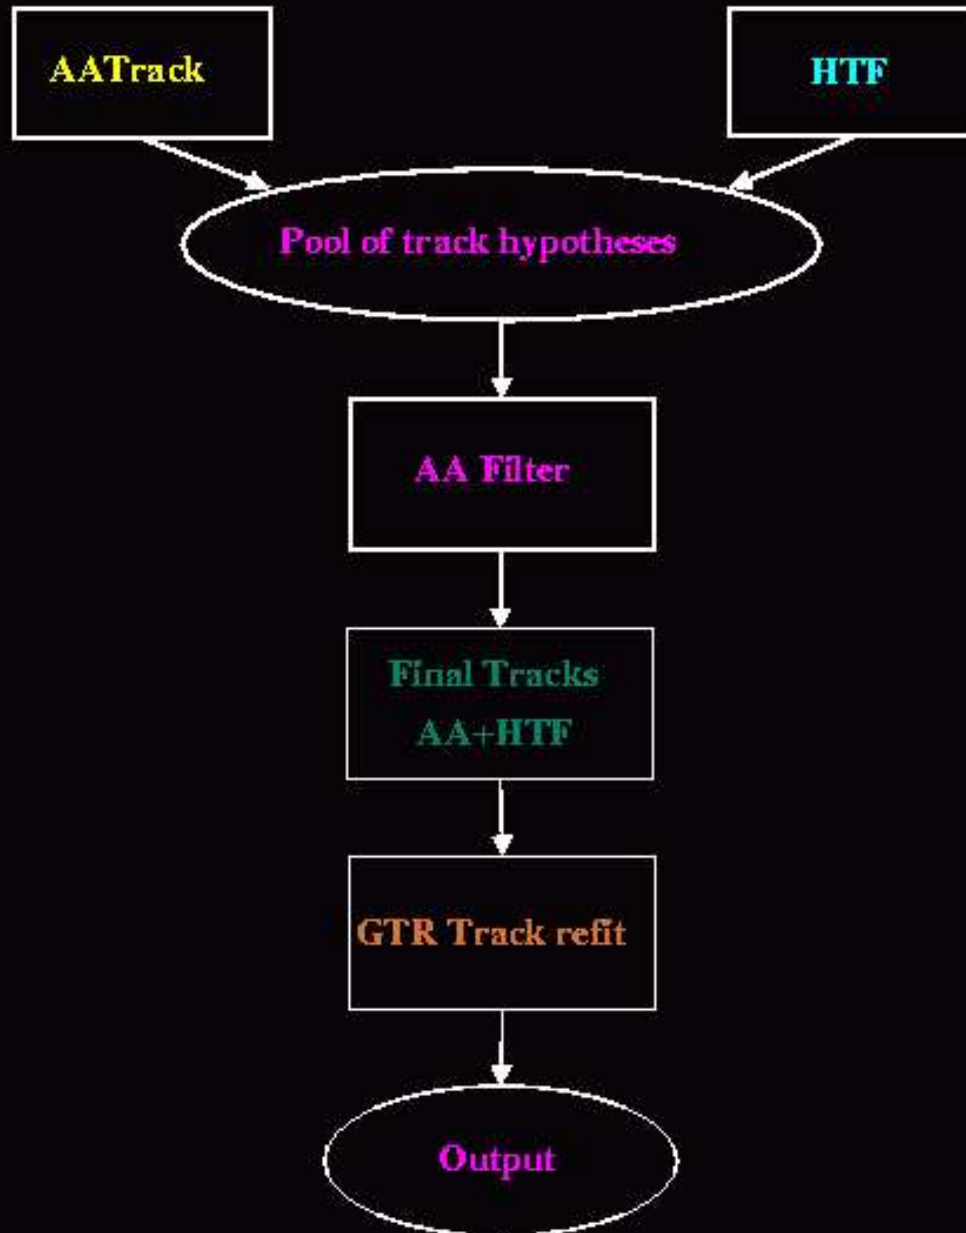 AATrack
HTF
Pool of track hypotheses
AA Filter
Final Tracks
AA+HTF
GTR Track refit
Output